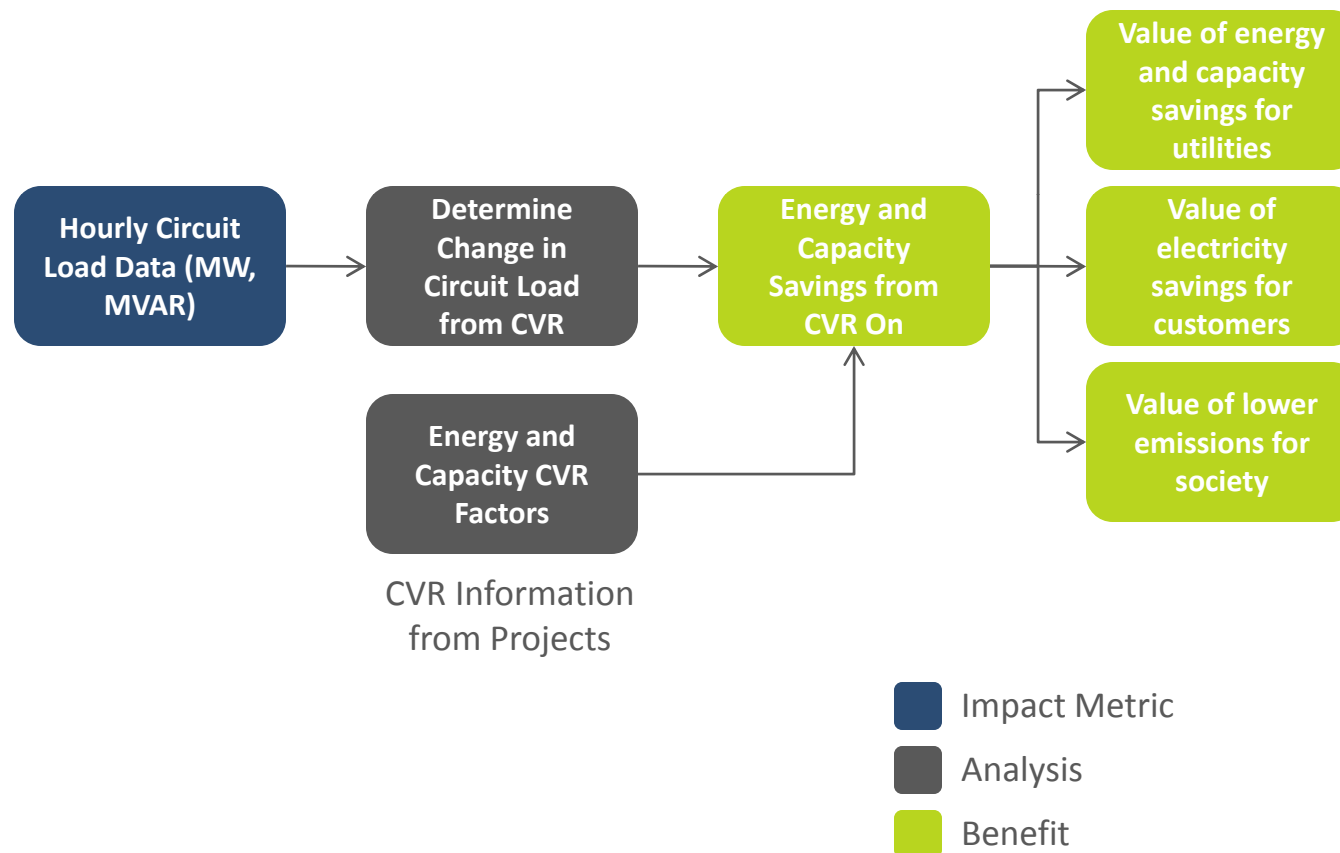 Hourly Circuit
Load Data (MW,
MVAR)
Determine
Change in
Circuit Load
from CVR
Energy and
Capacity CVR
Factors
CVR Information
from Projects
Energy and
Capacity
Savings from
CVR On
Value of energy
and capacity
savings for
utilities
Value of
electricity
savings for
customers
Value of lower
emissions for
society
Impact Metric
Analysis
Benefit